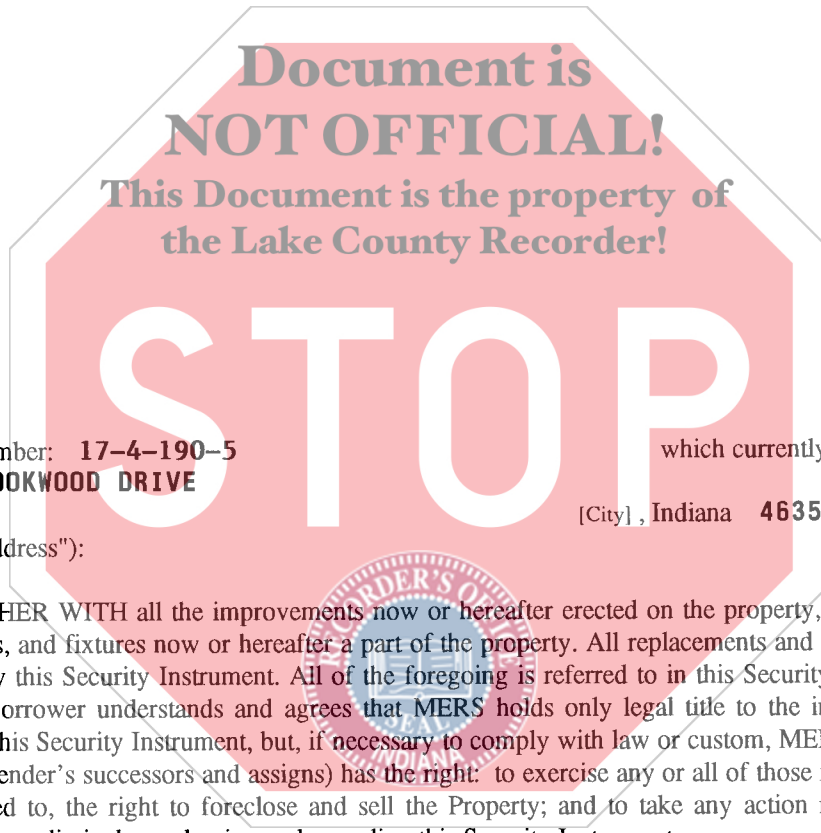 Document is
NOT OFFICIAL!
This Document is the property of
the Lake County Recorder!
STOP
mber: 17-4-190-5 which currently
OOKWOOD DRIVE
[City] , Indiana 4635
ddress"):
HER WITH all the improvements now or hereafter erected on the property,
s, and fixtures now or hereafter a part of the property. All replacements and
y this Security Instrument. All of the foregoing is referred to in this Security
orrower understands and agrees that MERS holds only legal title to the in
his Security Instrument, but, if necessary to comply with law or custom, ME
ender's successors and assigns) has the right: to exercise any or all of those
ed to, the right to foreclose and sell the Property; and to take any action
RECORDER'S OFFICE
SEAL
INDIANA